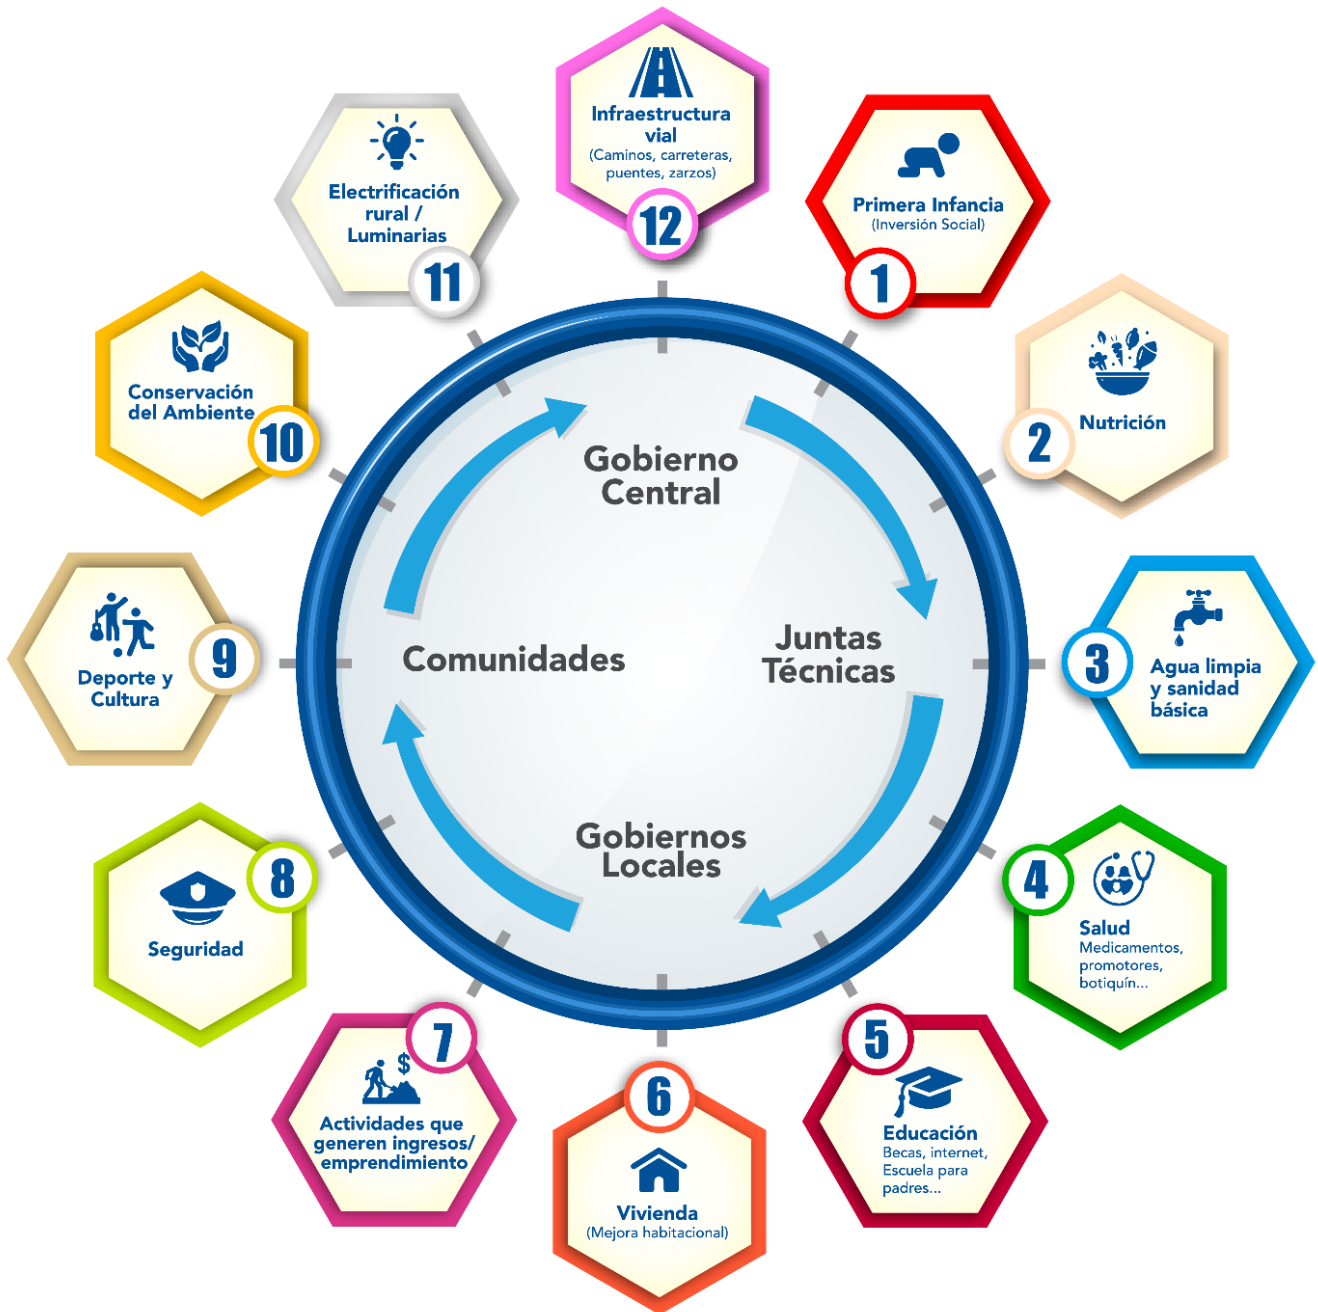 Infraestructura
vial
(Caminos, carreteras,
puentes, zarzos)
12
Primera Infancia
(Inversión Social)
1
Nutrición
2
Agua limpia
y sanidad
básica
3
Salud
Medicamentos,
promotores,
botiquín...
4
5
Educación
Becas, internet,
Escuela para
padres...
6
Vivienda
(Mejora habitacional)
7
$
Actividades que
generen ingresos/
emprendimiento
8
Seguridad
9
Deporte y
Cultura
Conservación
del Ambiente
10
Electrificación
rural /
Luminarias
11
Gobierno
Central
Juntas
Técnicas
Gobiernos
Locales
Comunidades